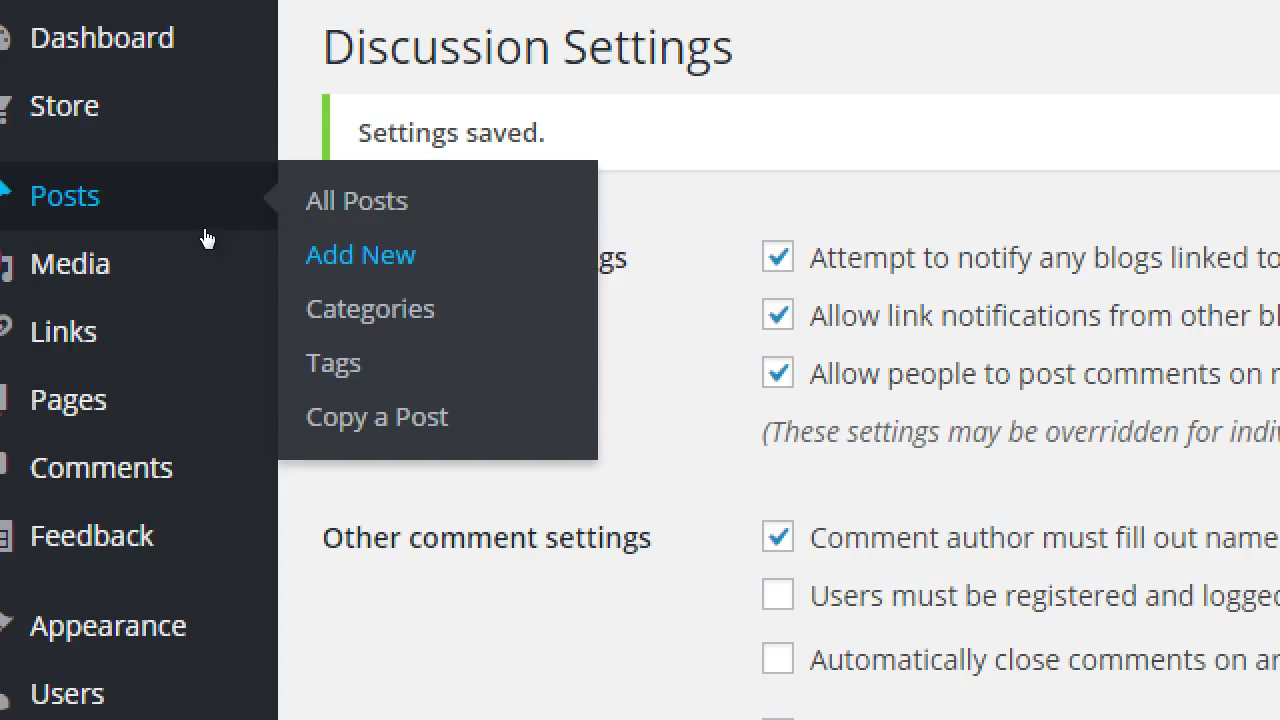 Dashboard
Store
Posts
Media
Links
Pages
Comments
Feedback
Appearance
Users
All Posts
Add New
Categories
Tags
Copy a Post
Discussion Settings
Settings saved.
gs
Attempt to notify any blogs linked to
Allow link notifications from other bl
Allow people to post comments on n
(These settings may be overridden for indiv
Other comment settings
Comment author must fill out name
Users must be registered and logged
Automatically close comments on ar